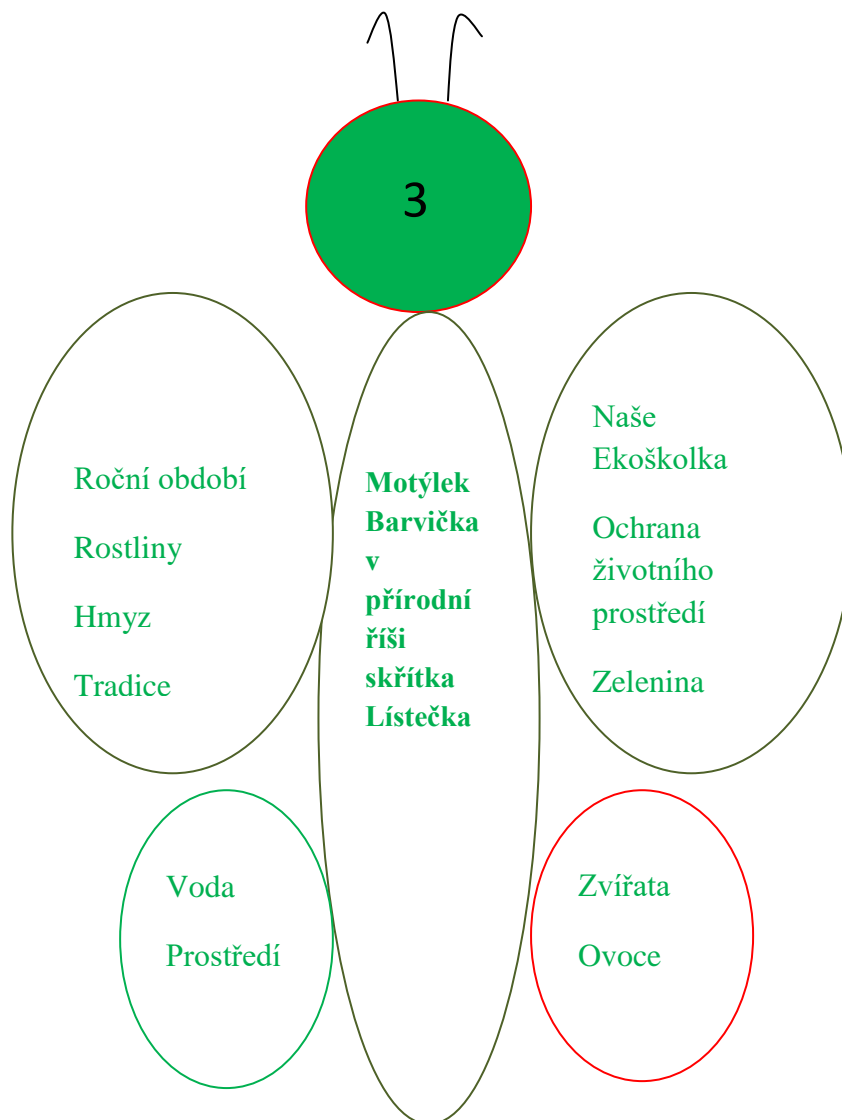 3
Roční období
Rostliny
Hmyz
Tradice
Motýlek
Barvička
v
přírodní
říši
skřítka
Lístečka
Naše
Ekoškolka
Ochrana
životního
prostředí
Zelenina
Voda
Prostředí
Zvířata
Ovoce